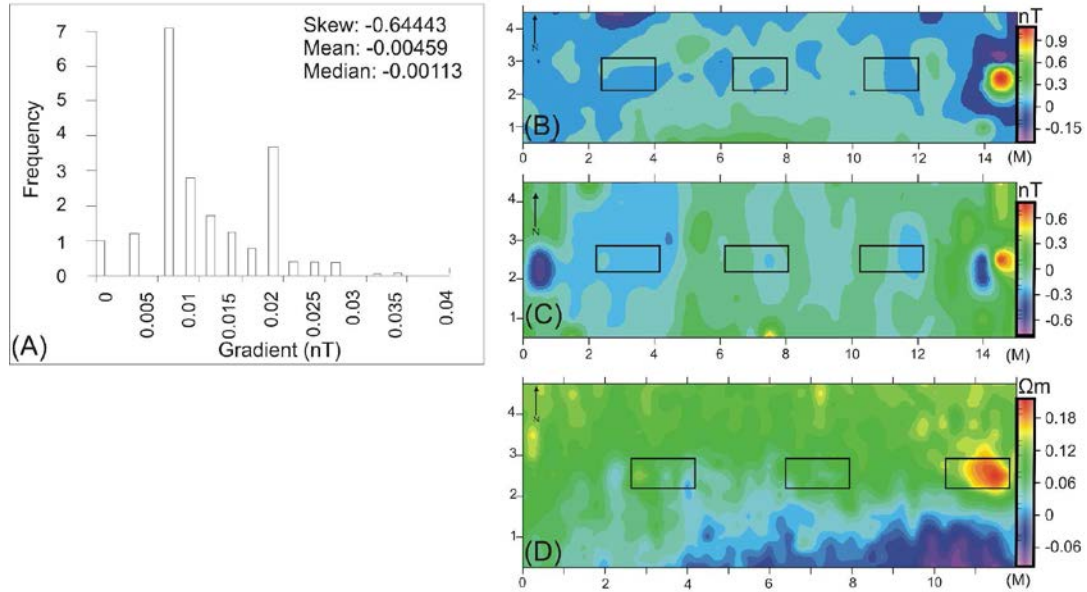 Skew: -0.64443
Mean: -0.00459
Median: -0.00113
Frequency
7
6
5
4
3
2
1
0
0
0.005
0.01
0.015
0.02
0.025
0.03
0.035
0.04
Gradient (nT)
(A)
nT
4
3
2
1
N
0.9
0.6
0.3
0
-0.15
(B)
0 2 4 6 8 10 12 14 (M)
nT
4
3
2
1
N
0.6
0.3
0
-0.3
-0.6
(C)
0 2 4 6 8 10 12 14 (M)
Ωm
4
3
2
1
N
0.18
0.12
0.06
0
-0.06
(D)
0 2 4 6 8 10 (M)